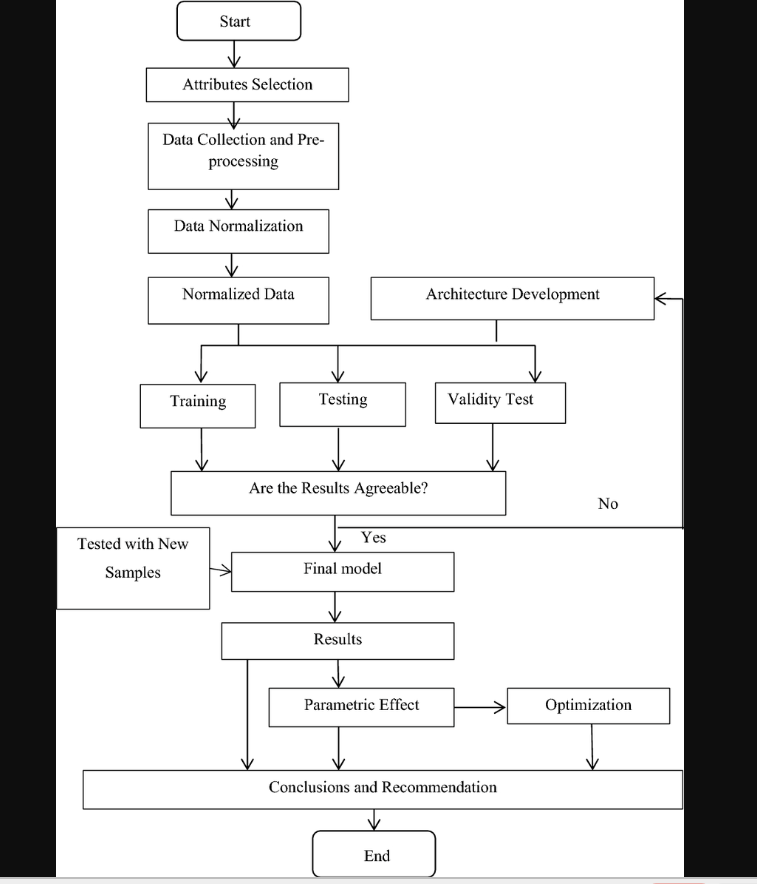 Start
Attributes Selection
Data Collection and Pre-
processing
Data Normalization
Normalized Data
Architecture Development
Training
Testing
Validity Test
Are the Results Agreeable?
No
Yes
Tested with New
Samples
Final model
Results
Parametric Effect
Optimization
Conclusions and Recommendation
End